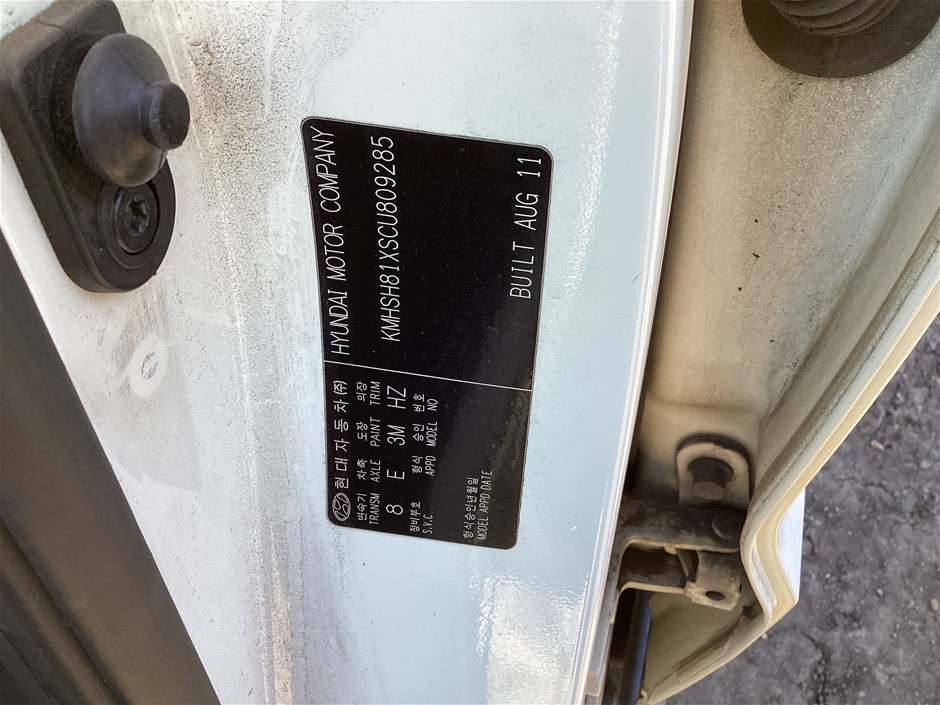 현대자동차(주) HYUNDAI MOTOR COMPANY
변속기 차축 도장 의장
TRANSM AXLE PAINT TRIM
8 E 3M HZ KMHSH81XSCU809285
정비부호 형식 승인 번호
S.V.C APPD MODEL NO
형식승인년월일
MODEL APPD DATE
BUILT AUG 11